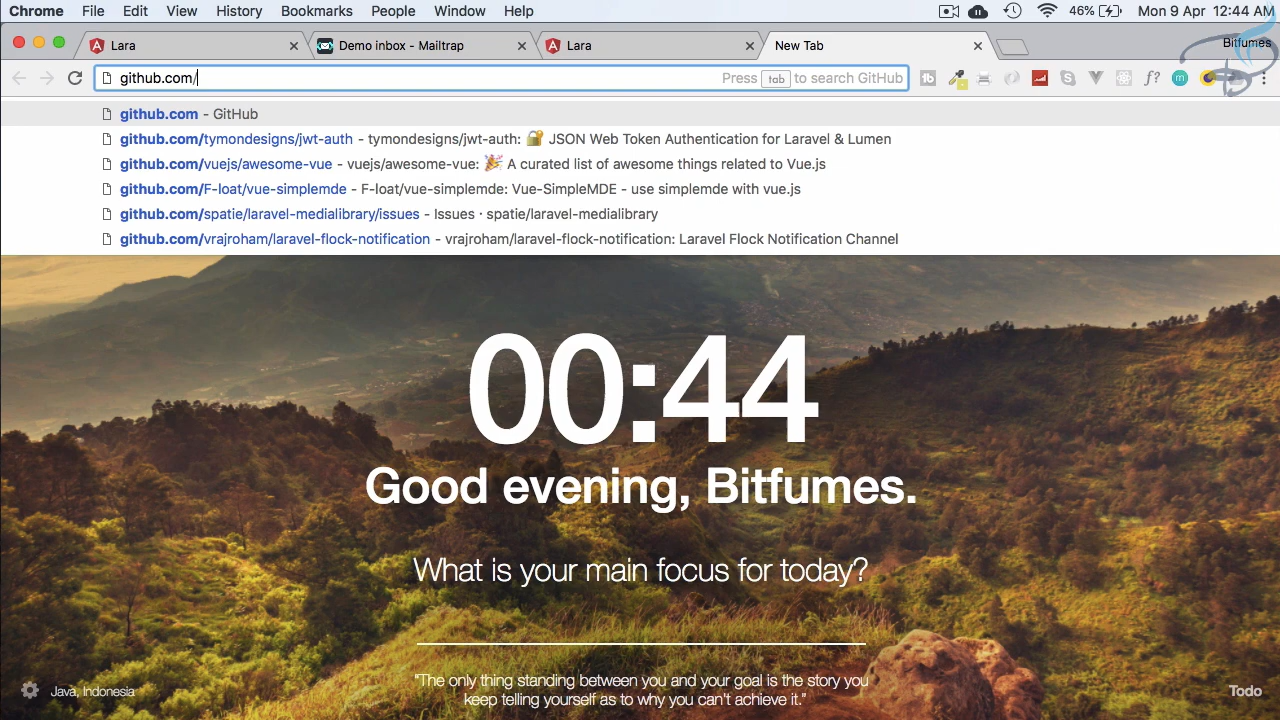 Chrome File Edit View History Bookmarks People Window Help 46% Mon 9 Apr 12:44 AM
Lara Demo inbox - Mailtrap Lara New Tab Bitfumes
github.com/ Press tab to search GitHub
github.com - GitHub
github.com/tymondesigns/jwt-auth - tymondesigns/jwt-auth: 🔐 JSON Web Token Authentication for Laravel & Lumen
github.com/vuejs/awesome-vue - vuejs/awesome-vue: 🎉 A curated list of awesome things related to Vue.js
github.com/F-loat/vue-simplemde - F-loat/vue-simplemde: Vue-SimpleMDE - use simplemde with vue.js
github.com/spatie/laravel-medialibrary/issues - Issues · spatie/laravel-medialibrary
github.com/vrajroham/laravel-flock-notification - vrajroham/laravel-flock-notification: Laravel Flock Notification Channel
00:44
Good evening, Bitfumes.
What is your main focus for today?
"The only thing standing between you and your goal is the story you
keep telling yourself as to why you can't achieve it."
Java, Indonesia
Todo